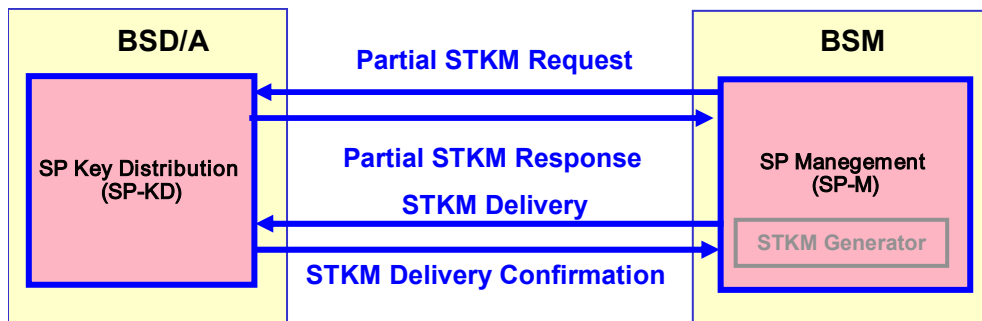 BSD/A
BSM
Partial STKM Request
SP Key Distribution
(SP-KD)
Partial STKM Response
SP Manegement
(SP-M)
STKM Delivery
STKM Generator
STKM Delivery Confirmation